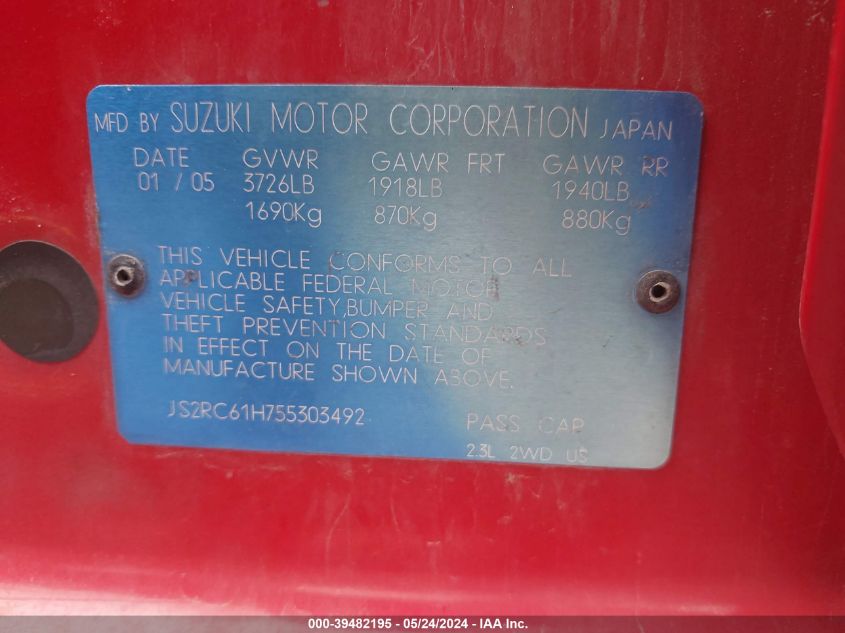 MFD BY SUZUKI MOTOR CORPORATION JAPAN
DATE GVWR GAWR FRT GAWR RR
01 / 05 3726LB 1918LB 1940LB
1690Kg 870Kg 880Kg
THIS VEHICLE CONFORMS TO ALL
APPLICABLE FEDERAL MOTOR
VEHICLE SAFETY,BUMPER AND
THEFT PREVENTION STANDARDS
IN EFFECT ON THE DATE OF
MANUFACTURE SHOWN ABOVE.
JS2RC61H755303492 PASS CAR
2.3L 2WD US
000-39482195 - 05/24/2024 - IAA Inc.